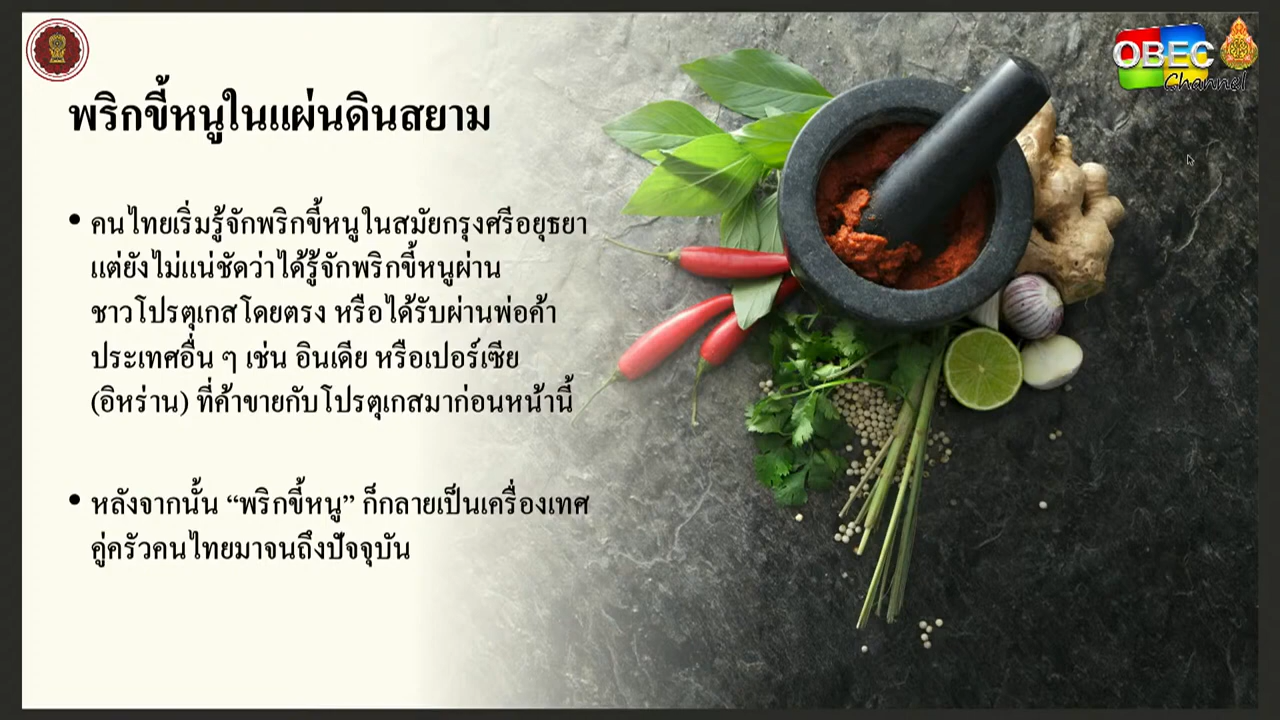 OBEC
Channel
พริกขี้หนูในแผ่นดินสยาม
• คนไทยเริ่มรู้จักพริกขี้หนูในสมัยกรุงศรีอยุธยา
แต่ยังไม่แน่ชัดว่าได้รู้จักพริกขี้หนูผ่าน
ชาวโปรตุเกสโดยตรง หรือได้รับผ่านพ่อค้า
ประเทศอื่น ๆ เช่น อินเดีย หรือเปอร์เซีย
(อิหร่าน) ที่ค้าขายกับโปรตุเกสมาก่อนหน้านี้
• หลังจากนั้น “พริกขี้หนู” ก็กลายเป็นเครื่องเทศ
คู่ครัวคนไทยมาจนถึงปัจจุบัน